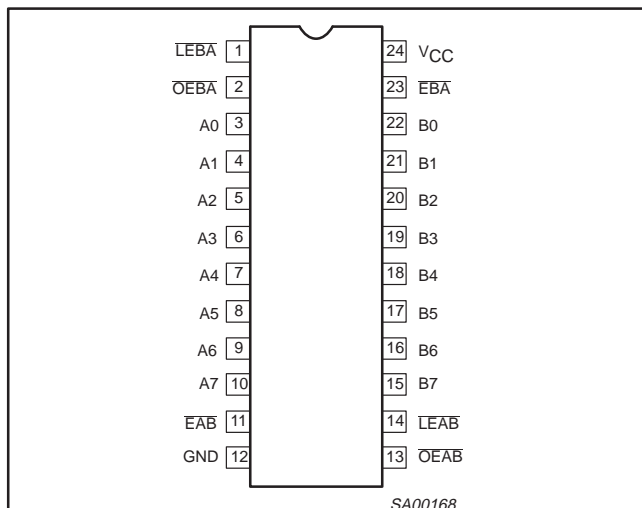 LEBA 1 24 VCC
OEBA 2 23 EBA
A0 3 22 B0
A1 4 21 B1
A2 5 20 B2
A3 6 19 B3
A4 7 18 B4
A5 8 17 B5
A6 9 16 B6
A7 10 15 B7
EAB 11 14 LEAB
GND 12 13 OEAB
SA00168